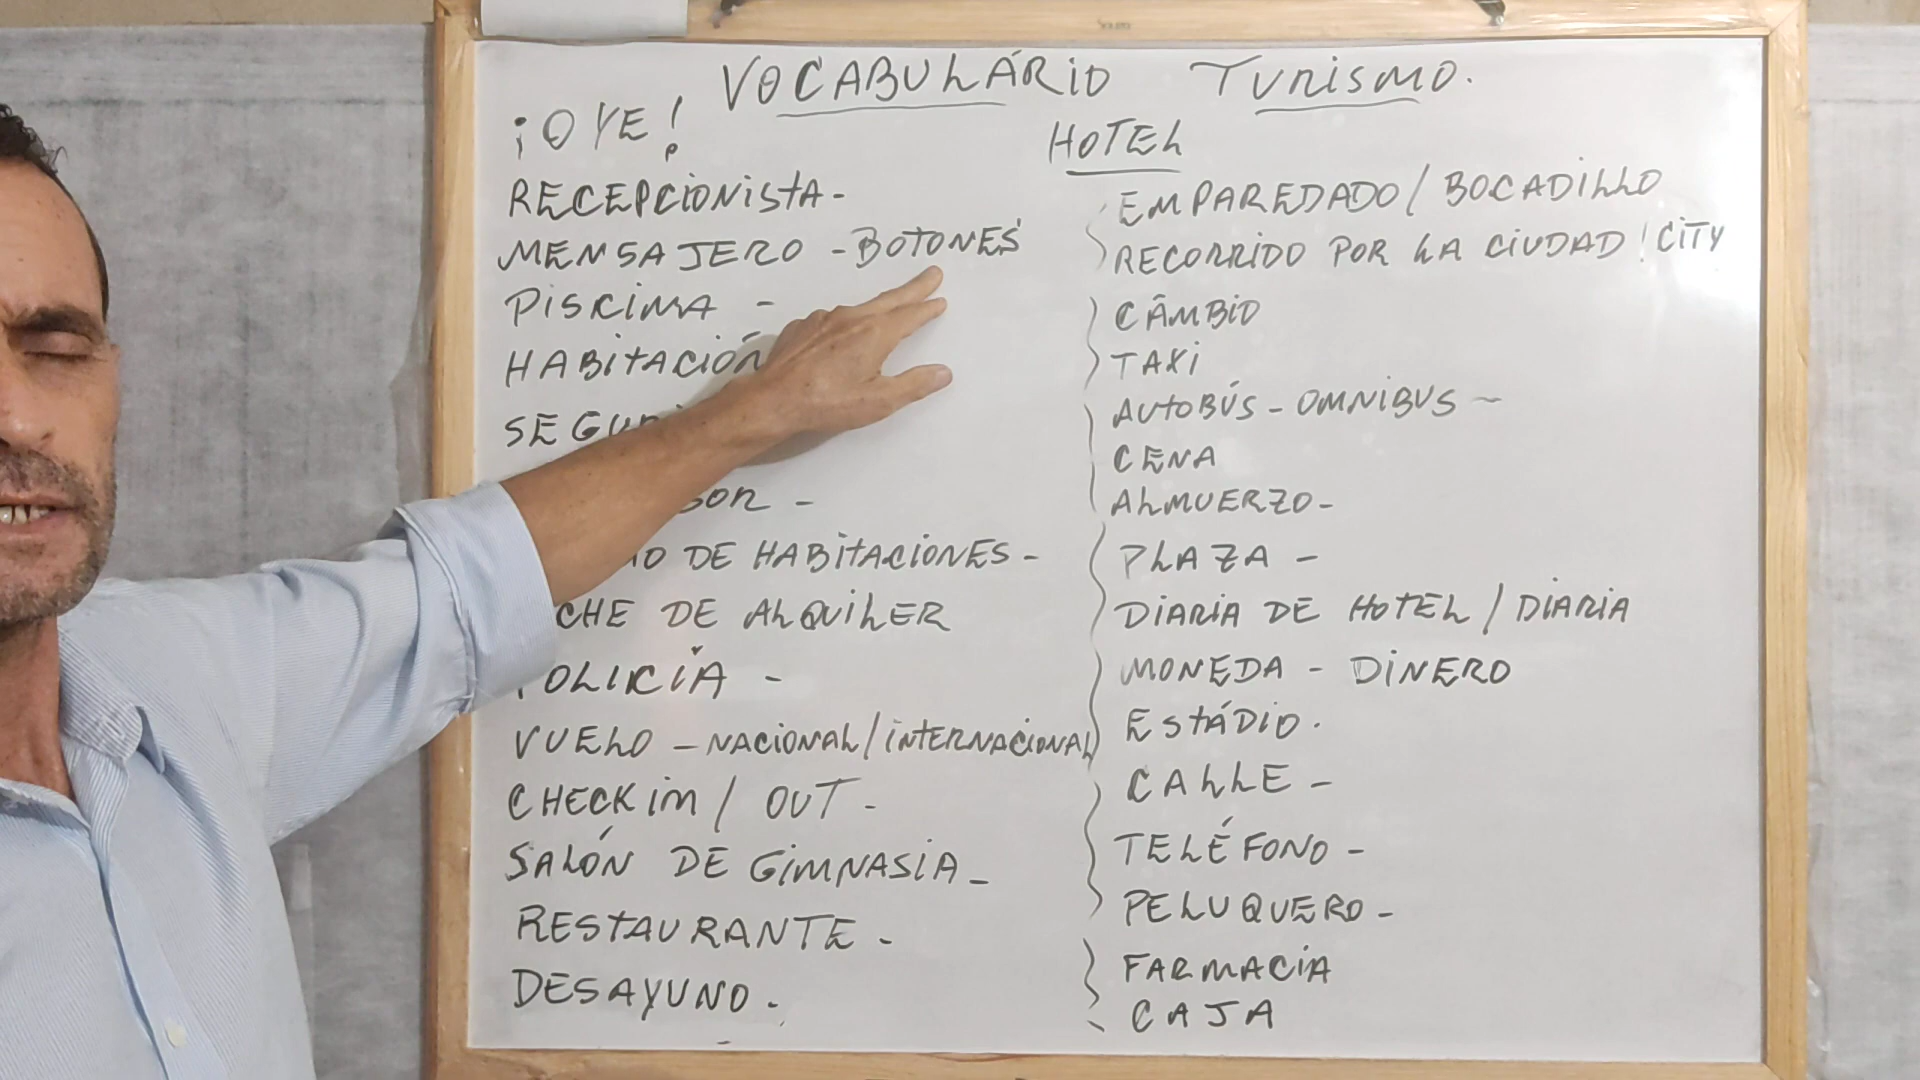 VOCABULÁRIO TURISMO.
¡OYE!
HOTEL
RECEPCIONISTA-
MENSAJERO - BOTONES
PISCINA -
HABITACIÓN
DE HABITACIONES -
DE ALQUILER
POLICÍA -
VUELO - NACIONAL/INTERNACIONAL
CHECK IM / OUT -
SALÓN DE GIMNASIA -
RESTAURANTE -
DESAYUNO -
EMPAREDADO / BOCADILLO
RECORRIDO POR LA CIUDAD! CITY
CÂMBIO
TAXI
AUTOBÚS - OMNIBUS ~
CENA
ALMUERZO -
PLAZA -
DIARIA DE HOTEL / DIARIA
MONEDA - DINERO
ESTÁDIO.
CALLE -
TELÉFONO -
PELUQUERO -
FARMACIA
CAJA